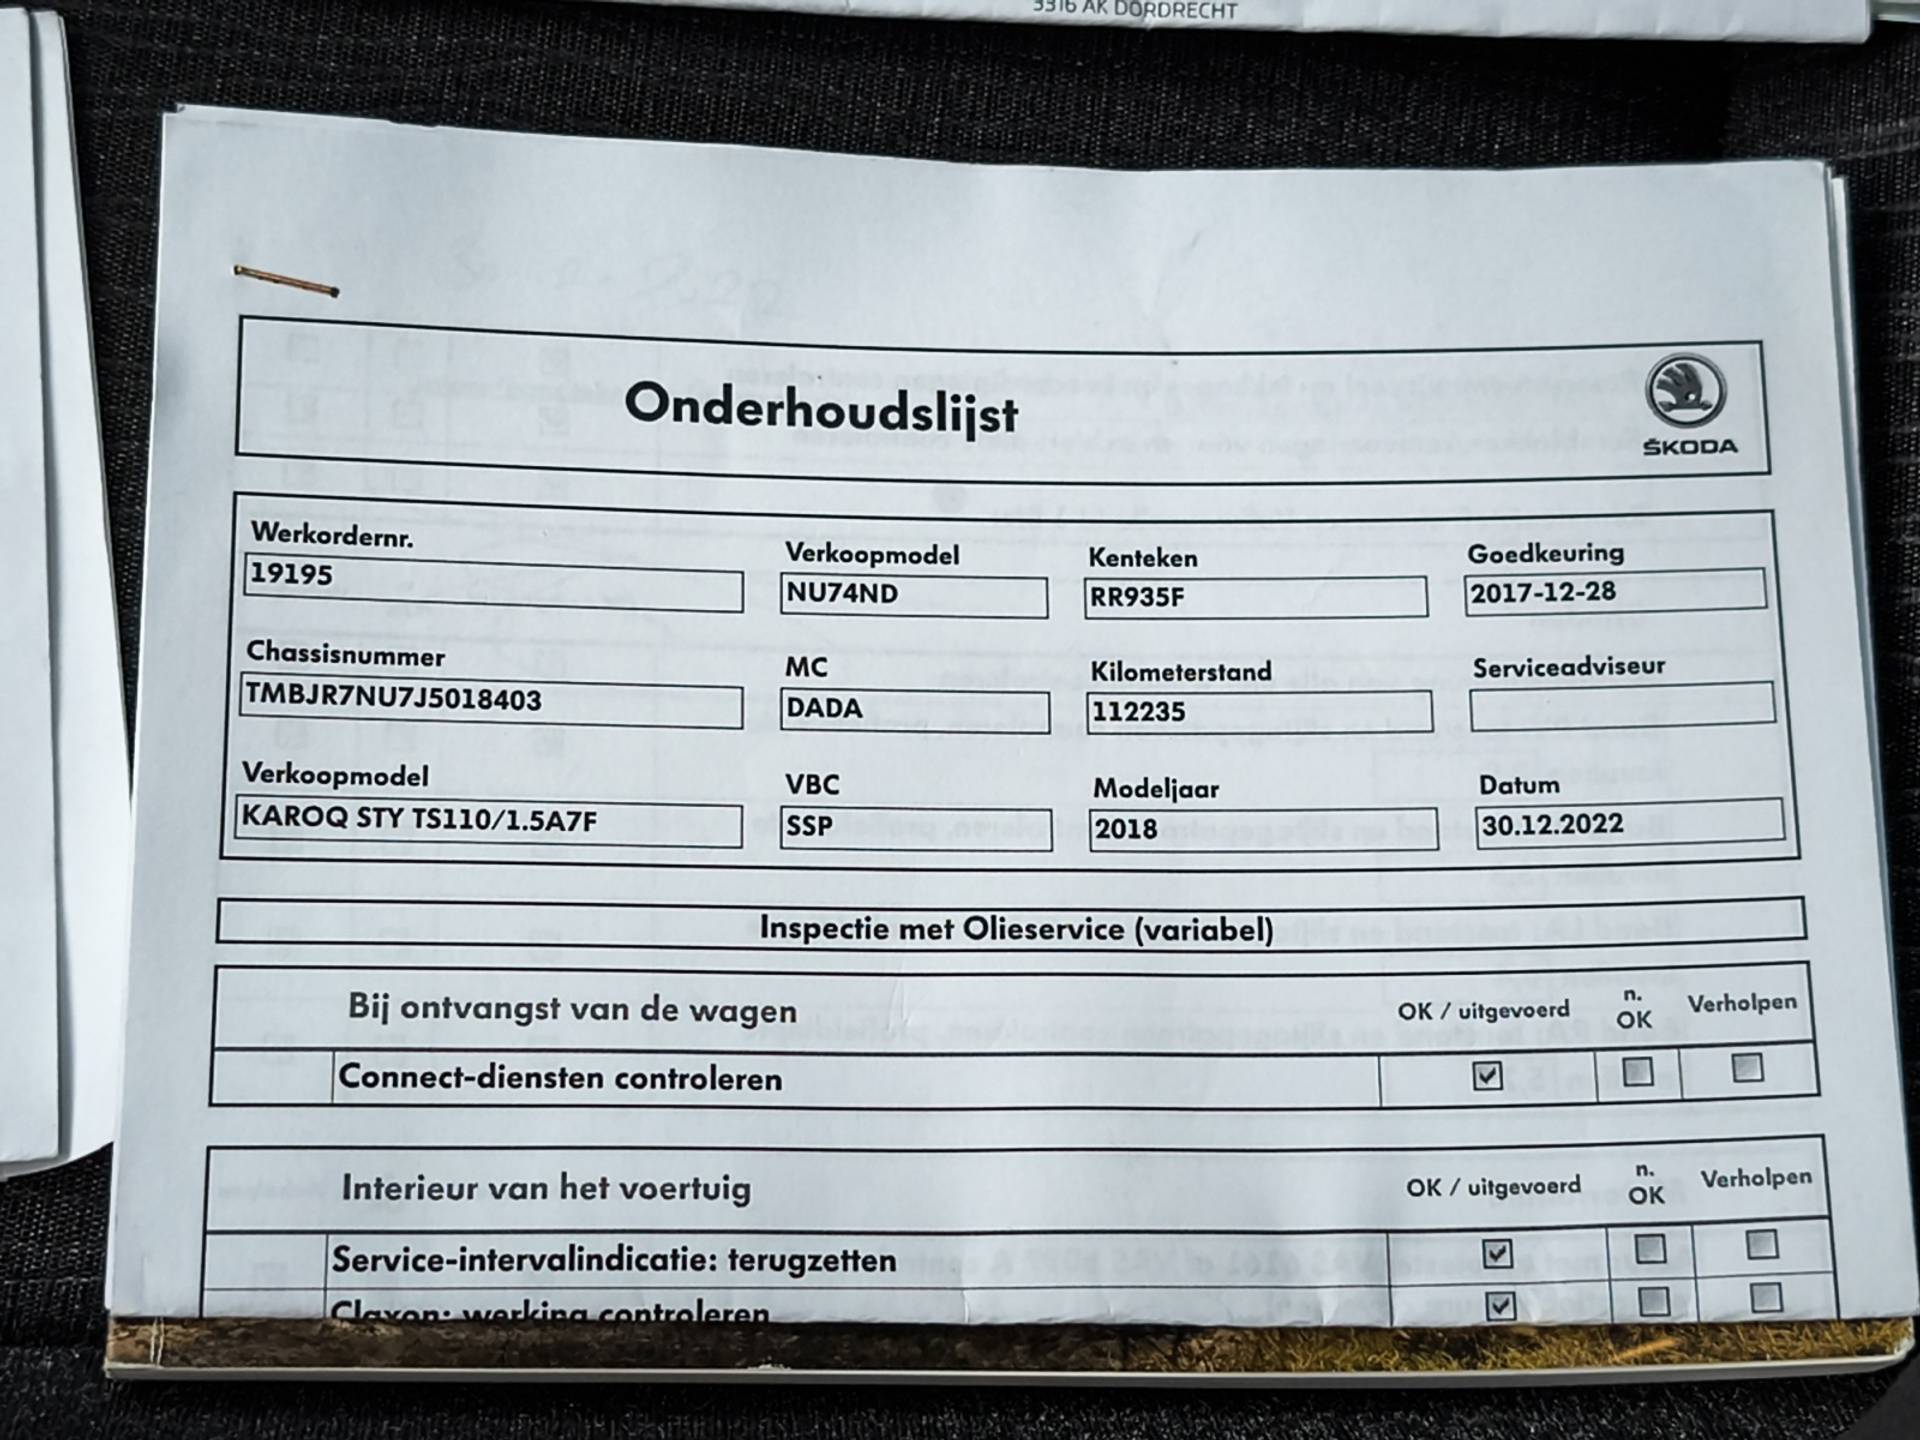 3316 AK DORDRECHT
Onderhoudslijst
ŠKODA
Werkordernr. Verkoopmodel Kenteken Goedkeuring
19195 NU74ND RR935F 2017-12-28
Chassisnummer MC Kilometerstand Serviceadviseur
TMBJR7NU7J5018403 DADA 112235
Verkoopmodel VBC Modeljaar Datum
KAROQ STY TS110/1.5A7F SSP 2018 30.12.2022
Inspectie met Olieservice (variabel)
Bij ontvangst van de wagen OK / uitgevoerd n. OK Verholpen
Connect-diensten controleren
Interieur van het voertuig OK / uitgevoerd n. OK Verholpen
Service-intervalindicatie: terugzetten
Claxon: werking controleren